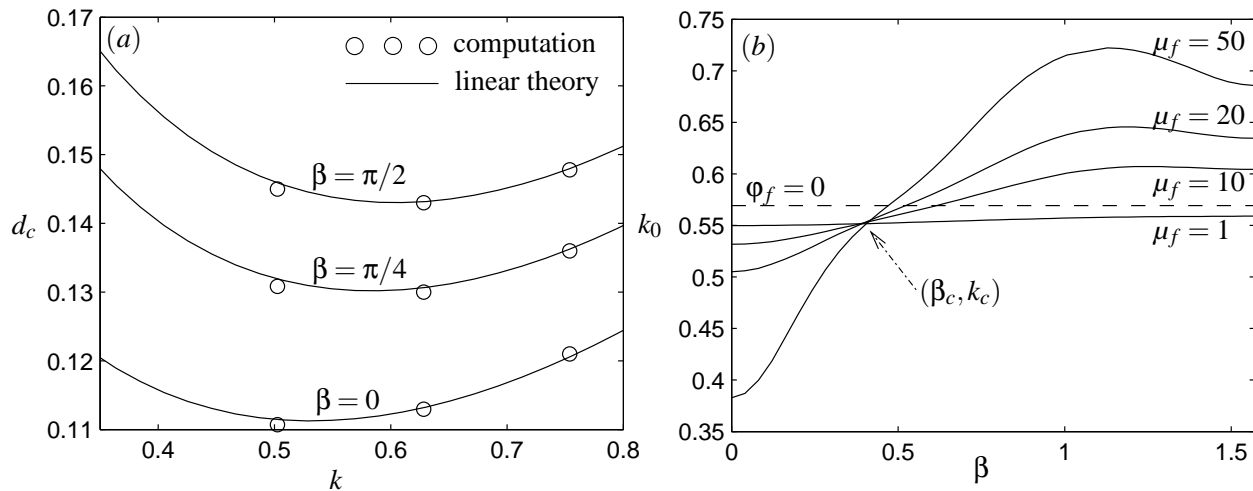 (a)
computation
linear theory
β = π/2
β = π/4
β = 0
0.17
0.16
0.15
0.14
0.13
0.12
0.11
d_c
0.4 0.5 0.6 0.7 0.8
k
(b)
μ_f = 50
μ_f = 20
μ_f = 10
μ_f = 1
φ_f = 0
(β_c, k_c)
0.75
0.7
0.65
0.6
0.55
0.5
0.45
0.4
0.35
k_0
0 0.5 1 1.5
β